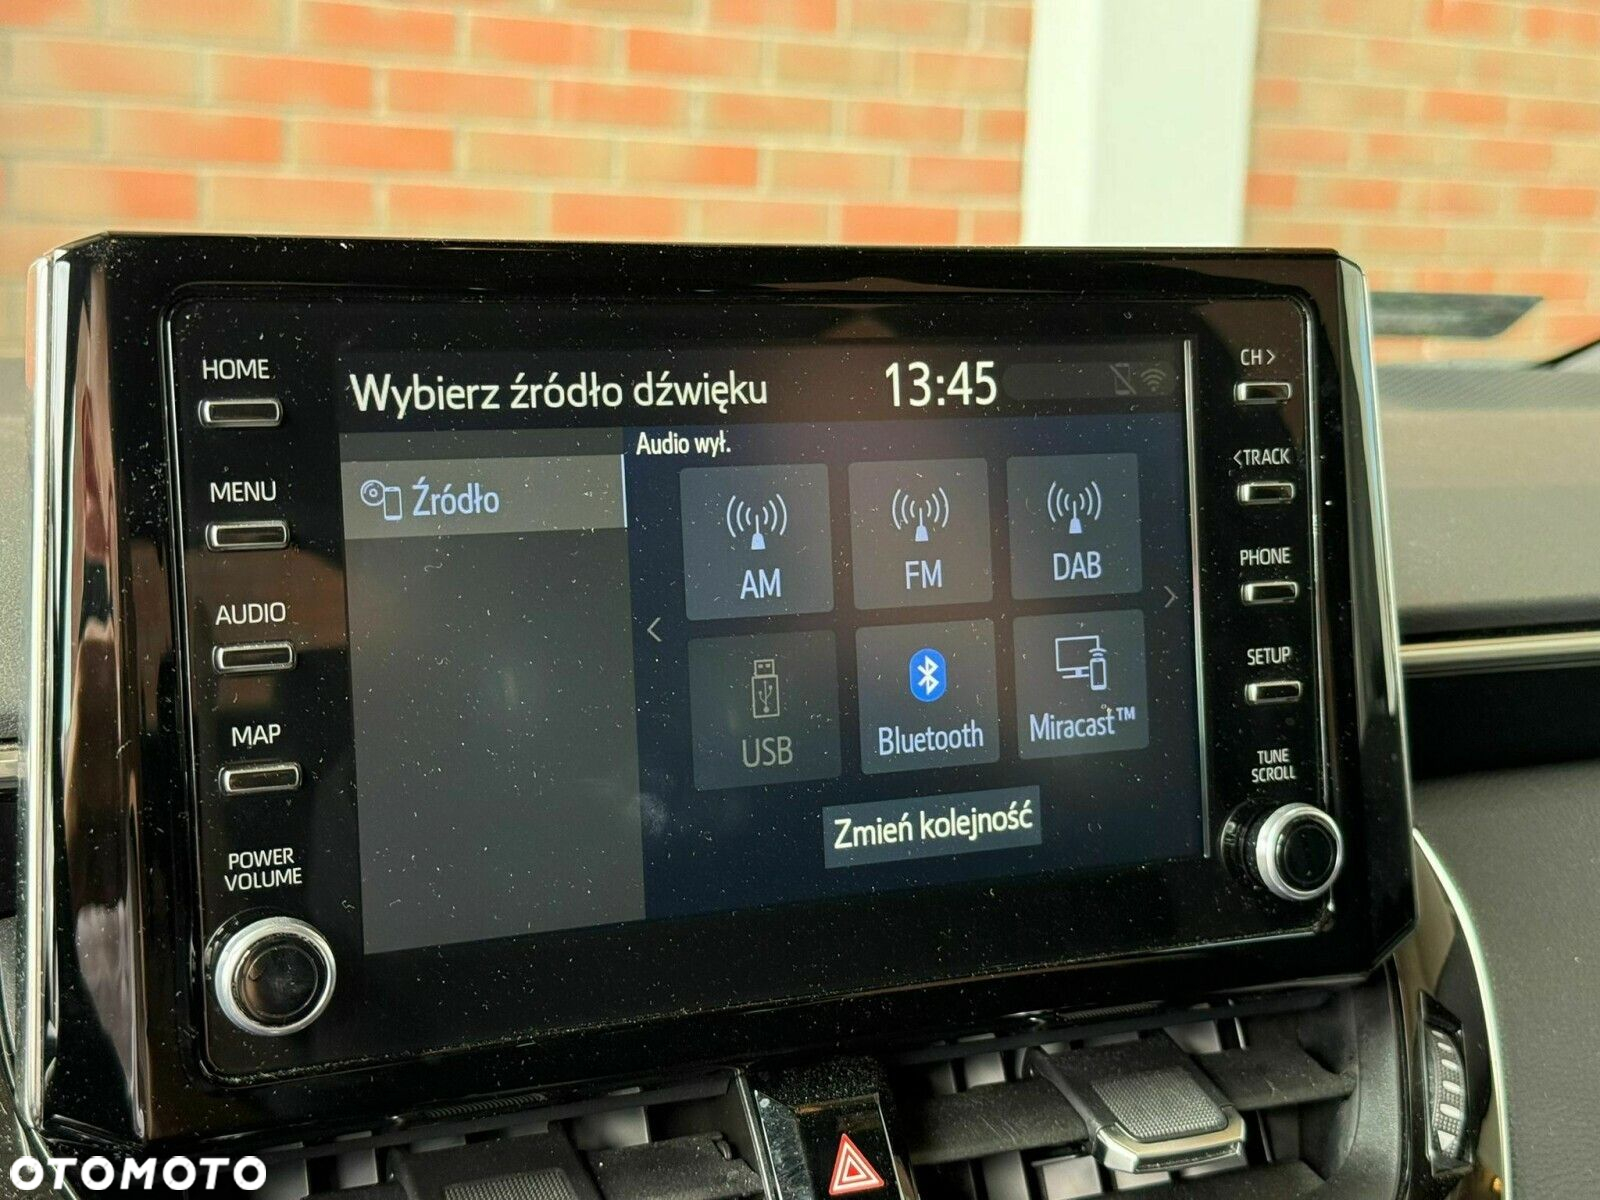 HOME
MENU
AUDIO
MAP
POWER
VOLUME
Wybierz źródło dźwięku
13:45
Źródło
Audio wył.
AM
FM
DAB
USB
Bluetooth
Miracast™
Zmień kolejność
CH>
<TRACK
PHONE
SETUP
TUNE
SCROLL
OTOMOTO